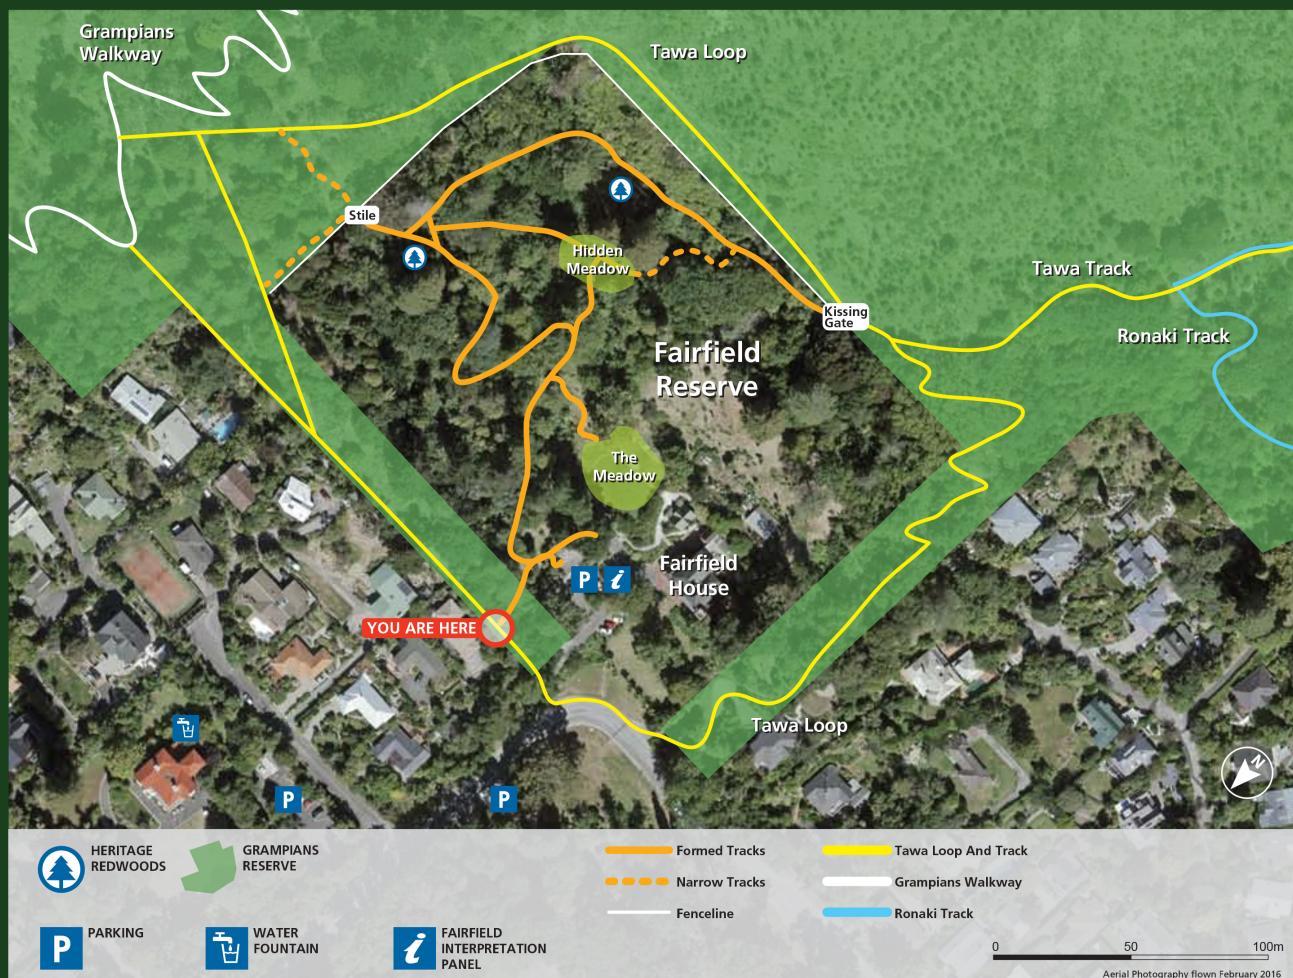 Grampians
Walkway
Tawa Loop
Stile
Hidden
Meadow
Tawa Track
Kissing
Gate
Ronaki Track
Fairfield
Reserve
The
Meadow
Fairfield
House
P
i
YOU ARE HERE
Tawa Loop
N
P
P
HERITAGE
REDWOODS
GRAMPIANS
RESERVE
Formed Tracks
Tawa Loop And Track
Narrow Tracks
Grampians Walkway
Fenceline
Ronaki Track
P
PARKING
WATER
FOUNTAIN
i
FAIRFIELD
INTERPRETATION
PANEL
0 50 100m
Aerial Photography flown February 2016